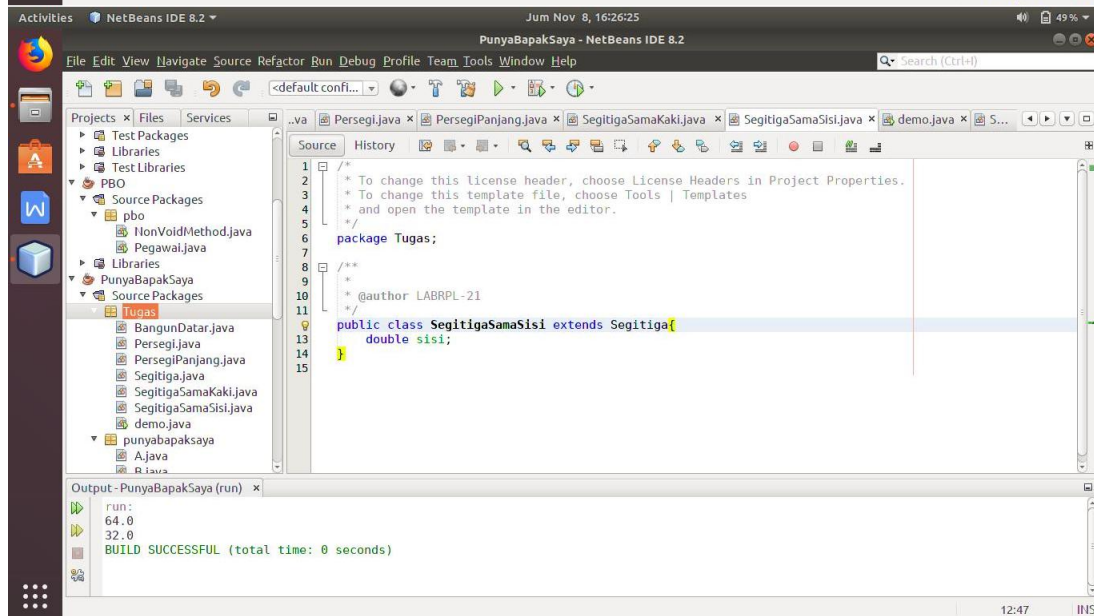 Activities NetBeans IDE 8.2 Jum Nov 8, 16:26:25 49%
PunyaBapakSaya - NetBeans IDE 8.2
File Edit View Navigate Source Refactor Run Debug Profile Team Tools Window Help Search (Ctrl+I)
<default confi...
Projects Files Services
..va Persegi.java PersegiPanjang.java SegitigaSamaKaki.java SegitigaSamaSisi.java demo.java S...
Source History
Test Packages
Libraries
Test Libraries
PBO
Source Packages
pbo
NonVoidMethod.java
Pegawai.java
Libraries
PunyaBapakSaya
Source Packages
Tugas
BangunDatar.java
Persegi.java
PersegiPanjang.java
Segitiga.java
SegitigaSamaKaki.java
SegitigaSamaSisi.java
demo.java
punyabapaksaya
A.java
B.java
1 /*
2 * To change this license header, choose License Headers in Project Properties.
3 * To change this template file, choose Tools | Templates
4 * and open the template in the editor.
5 */
6 package Tugas;
7
8 /**
9 *
10 * @author LABRPL-21
11 */
public class SegitigaSamaSisi extends Segitiga{
13 double sisi;
14 }
15
Output - PunyaBapakSaya (run)
run:
64.0
32.0
BUILD SUCCESSFUL (total time: 0 seconds)
12:47 INS